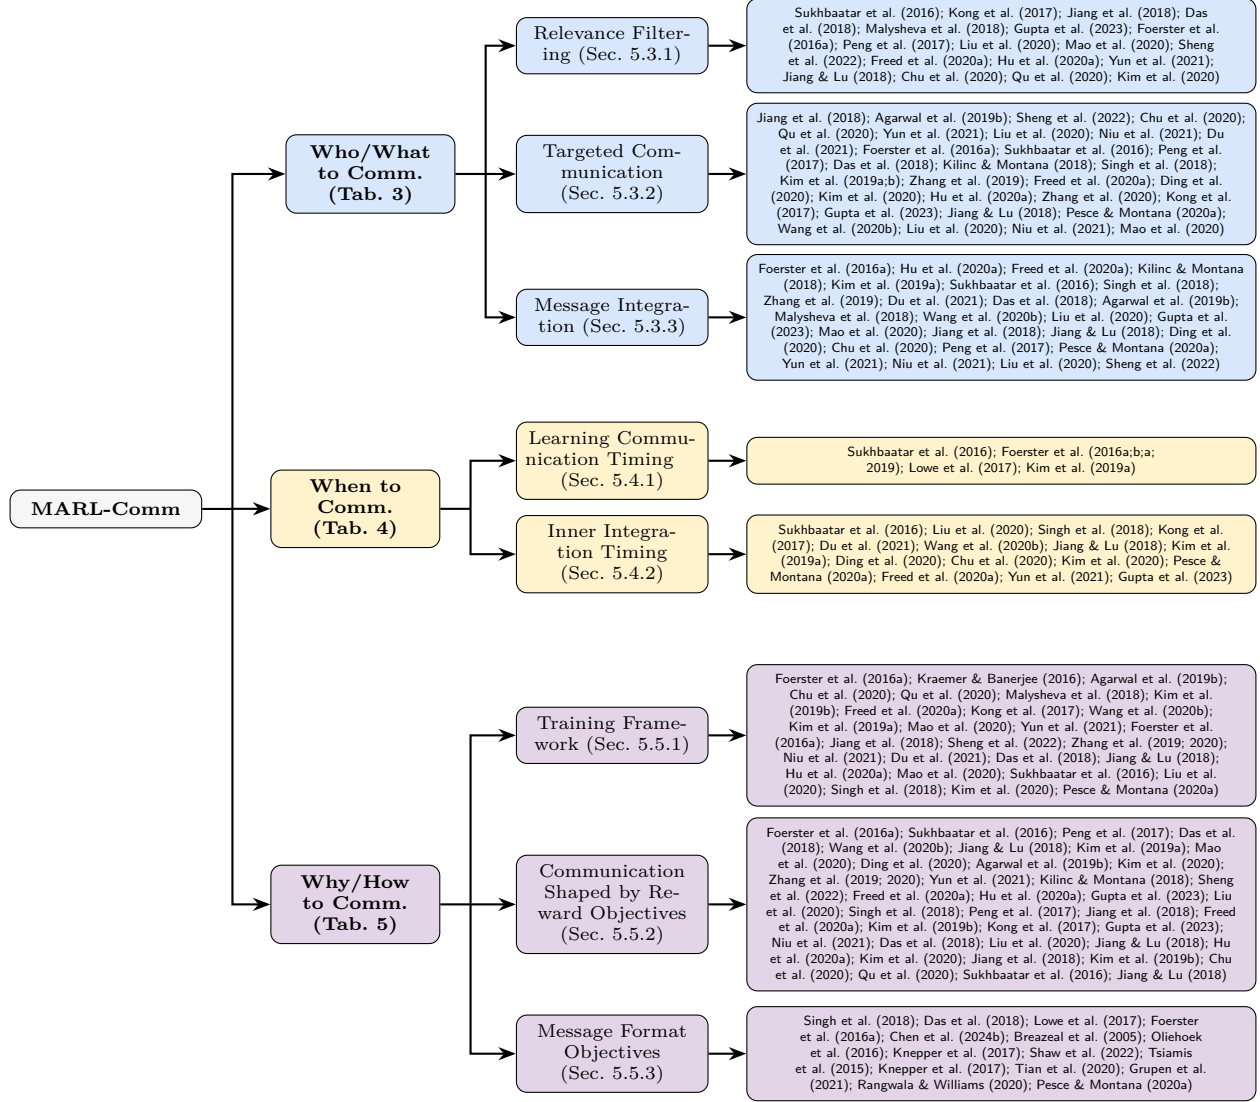 MARL-Comm
Who/What
to Comm.
(Tab. 3)
Relevance Filter-
ing (Sec. 5.3.1)
Sukhbaatar et al. (2016); Kong et al. (2017); Jiang et al. (2018); Das
et al. (2018); Malysheva et al. (2018); Gupta et al. (2023); Foerster et al.
(2016a); Peng et al. (2017); Liu et al. (2020); Mao et al. (2020); Sheng
et al. (2022); Freed et al. (2020a); Hu et al. (2020a); Yun et al. (2021);
Jiang & Lu (2018); Chu et al. (2020); Qu et al. (2020); Kim et al. (2020)
Targeted Com-
munication
(Sec. 5.3.2)
Jiang et al. (2018); Agarwal et al. (2019b); Sheng et al. (2022); Chu et al. (2020);
Qu et al. (2020); Yun et al. (2021); Liu et al. (2020); Niu et al. (2021); Du
et al. (2021); Foerster et al. (2016a); Sukhbaatar et al. (2016); Peng et al.
(2017); Das et al. (2018); Kilinc & Montana (2018); Singh et al. (2018);
Kim et al. (2019a;b); Zhang et al. (2019); Freed et al. (2020a); Ding et al.
(2020); Kim et al. (2020); Hu et al. (2020a); Zhang et al. (2020); Kong et al.
(2017); Gupta et al. (2023); Jiang & Lu (2018); Pesce & Montana (2020a);
Wang et al. (2020b); Liu et al. (2020); Niu et al. (2021); Mao et al. (2020)
Message Integra-
tion (Sec. 5.3.3)
Foerster et al. (2016a); Hu et al. (2020a); Freed et al. (2020a); Kilinc & Montana
(2018); Kim et al. (2019a); Sukhbaatar et al. (2016); Singh et al. (2018);
Zhang et al. (2019); Du et al. (2021); Das et al. (2018); Agarwal et al. (2019b);
Malysheva et al. (2018); Wang et al. (2020b); Liu et al. (2020); Gupta et al.
(2023); Mao et al. (2020); Jiang et al. (2018); Jiang & Lu (2018); Ding et al.
(2020); Chu et al. (2020); Peng et al. (2017); Pesce & Montana (2020a);
Yun et al. (2021); Niu et al. (2021); Liu et al. (2020); Sheng et al. (2022)
When to
Comm.
(Tab. 4)
Learning Commu-
nication Timing
(Sec. 5.4.1)
Sukhbaatar et al. (2016); Foerster et al. (2016a;b;a;
2019); Lowe et al. (2017); Kim et al. (2019a)
Inner Integra-
tion Timing
(Sec. 5.4.2)
Sukhbaatar et al. (2016); Liu et al. (2020); Singh et al. (2018); Kong et al.
(2017); Du et al. (2021); Wang et al. (2020b); Jiang & Lu (2018); Kim et al.
(2019a); Ding et al. (2020); Chu et al. (2020); Kim et al. (2020); Pesce &
Montana (2020a); Freed et al. (2020a); Yun et al. (2021); Gupta et al. (2023)
Why/How
to Comm.
(Tab. 5)
Training Frame-
work (Sec. 5.5.1)
Foerster et al. (2016a); Kraemer & Banerjee (2016); Agarwal et al. (2019b);
Chu et al. (2020); Qu et al. (2020); Malysheva et al. (2018); Kim et al.
(2019b); Freed et al. (2020a); Kong et al. (2017); Wang et al. (2020b);
Kim et al. (2019a); Mao et al. (2020); Yun et al. (2021); Foerster et al.
(2016a); Jiang et al. (2018); Sheng et al. (2022); Zhang et al. (2019; 2020);
Niu et al. (2021); Du et al. (2021); Das et al. (2018); Jiang & Lu (2018);
Hu et al. (2020a); Mao et al. (2020); Sukhbaatar et al. (2016); Liu et al.
(2020); Singh et al. (2018); Kim et al. (2020); Pesce & Montana (2020a)
Communication
Shaped by Re-
ward Objectives
(Sec. 5.5.2)
Foerster et al. (2016a); Sukhbaatar et al. (2016); Peng et al. (2017); Das et al.
(2018); Wang et al. (2020b); Jiang & Lu (2018); Kim et al. (2019a); Mao
et al. (2020); Ding et al. (2020); Agarwal et al. (2019b); Kim et al. (2020);
Zhang et al. (2019; 2020); Yun et al. (2021); Kilinc & Montana (2018); Sheng
et al. (2022); Freed et al. (2020a); Hu et al. (2020a); Gupta et al. (2023); Liu
et al. (2020); Singh et al. (2018); Peng et al. (2017); Jiang et al. (2018); Freed
et al. (2020a); Kim et al. (2019b); Kong et al. (2017); Gupta et al. (2023);
Niu et al. (2021); Das et al. (2018); Liu et al. (2020); Jiang & Lu (2018); Hu
et al. (2020a); Kim et al. (2020); Jiang et al. (2018); Kim et al. (2019b); Chu
et al. (2020); Qu et al. (2020); Sukhbaatar et al. (2016); Jiang & Lu (2018)
Message Format
Objectives
(Sec. 5.5.3)
Singh et al. (2018); Das et al. (2018); Lowe et al. (2017); Foerster
et al. (2016a); Chen et al. (2024b); Breazeal et al. (2005); Oliehoek
et al. (2016); Knepper et al. (2017); Shaw et al. (2022); Tsiamis
et al. (2015); Knepper et al. (2017); Tian et al. (2020); Grupen et al.
(2021); Rangwala & Williams (2020); Pesce & Montana (2020a)